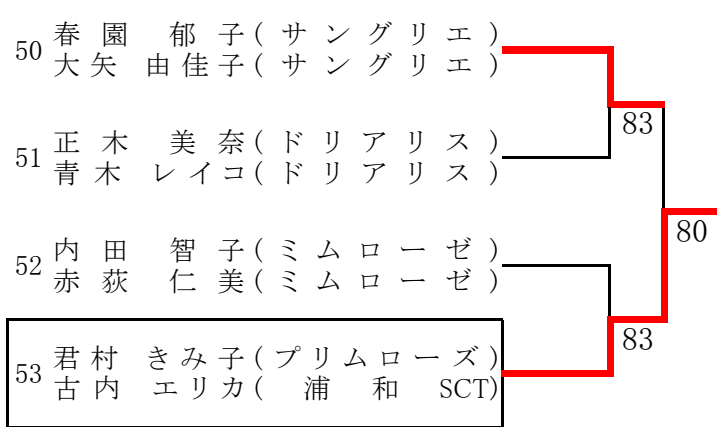 50 春園 郁子(サングリエ)
大矢 由佳子(サングリエ)
83
51 正木 美奈(ドリアリス)
青木 レイコ(ドリアリス)
80
52 内田 智子(ミムローゼ)
赤荻 仁美(ミムローゼ)
83
53 君村 きみ子(プリムローズ)
古内 エリカ(浦和SCT)